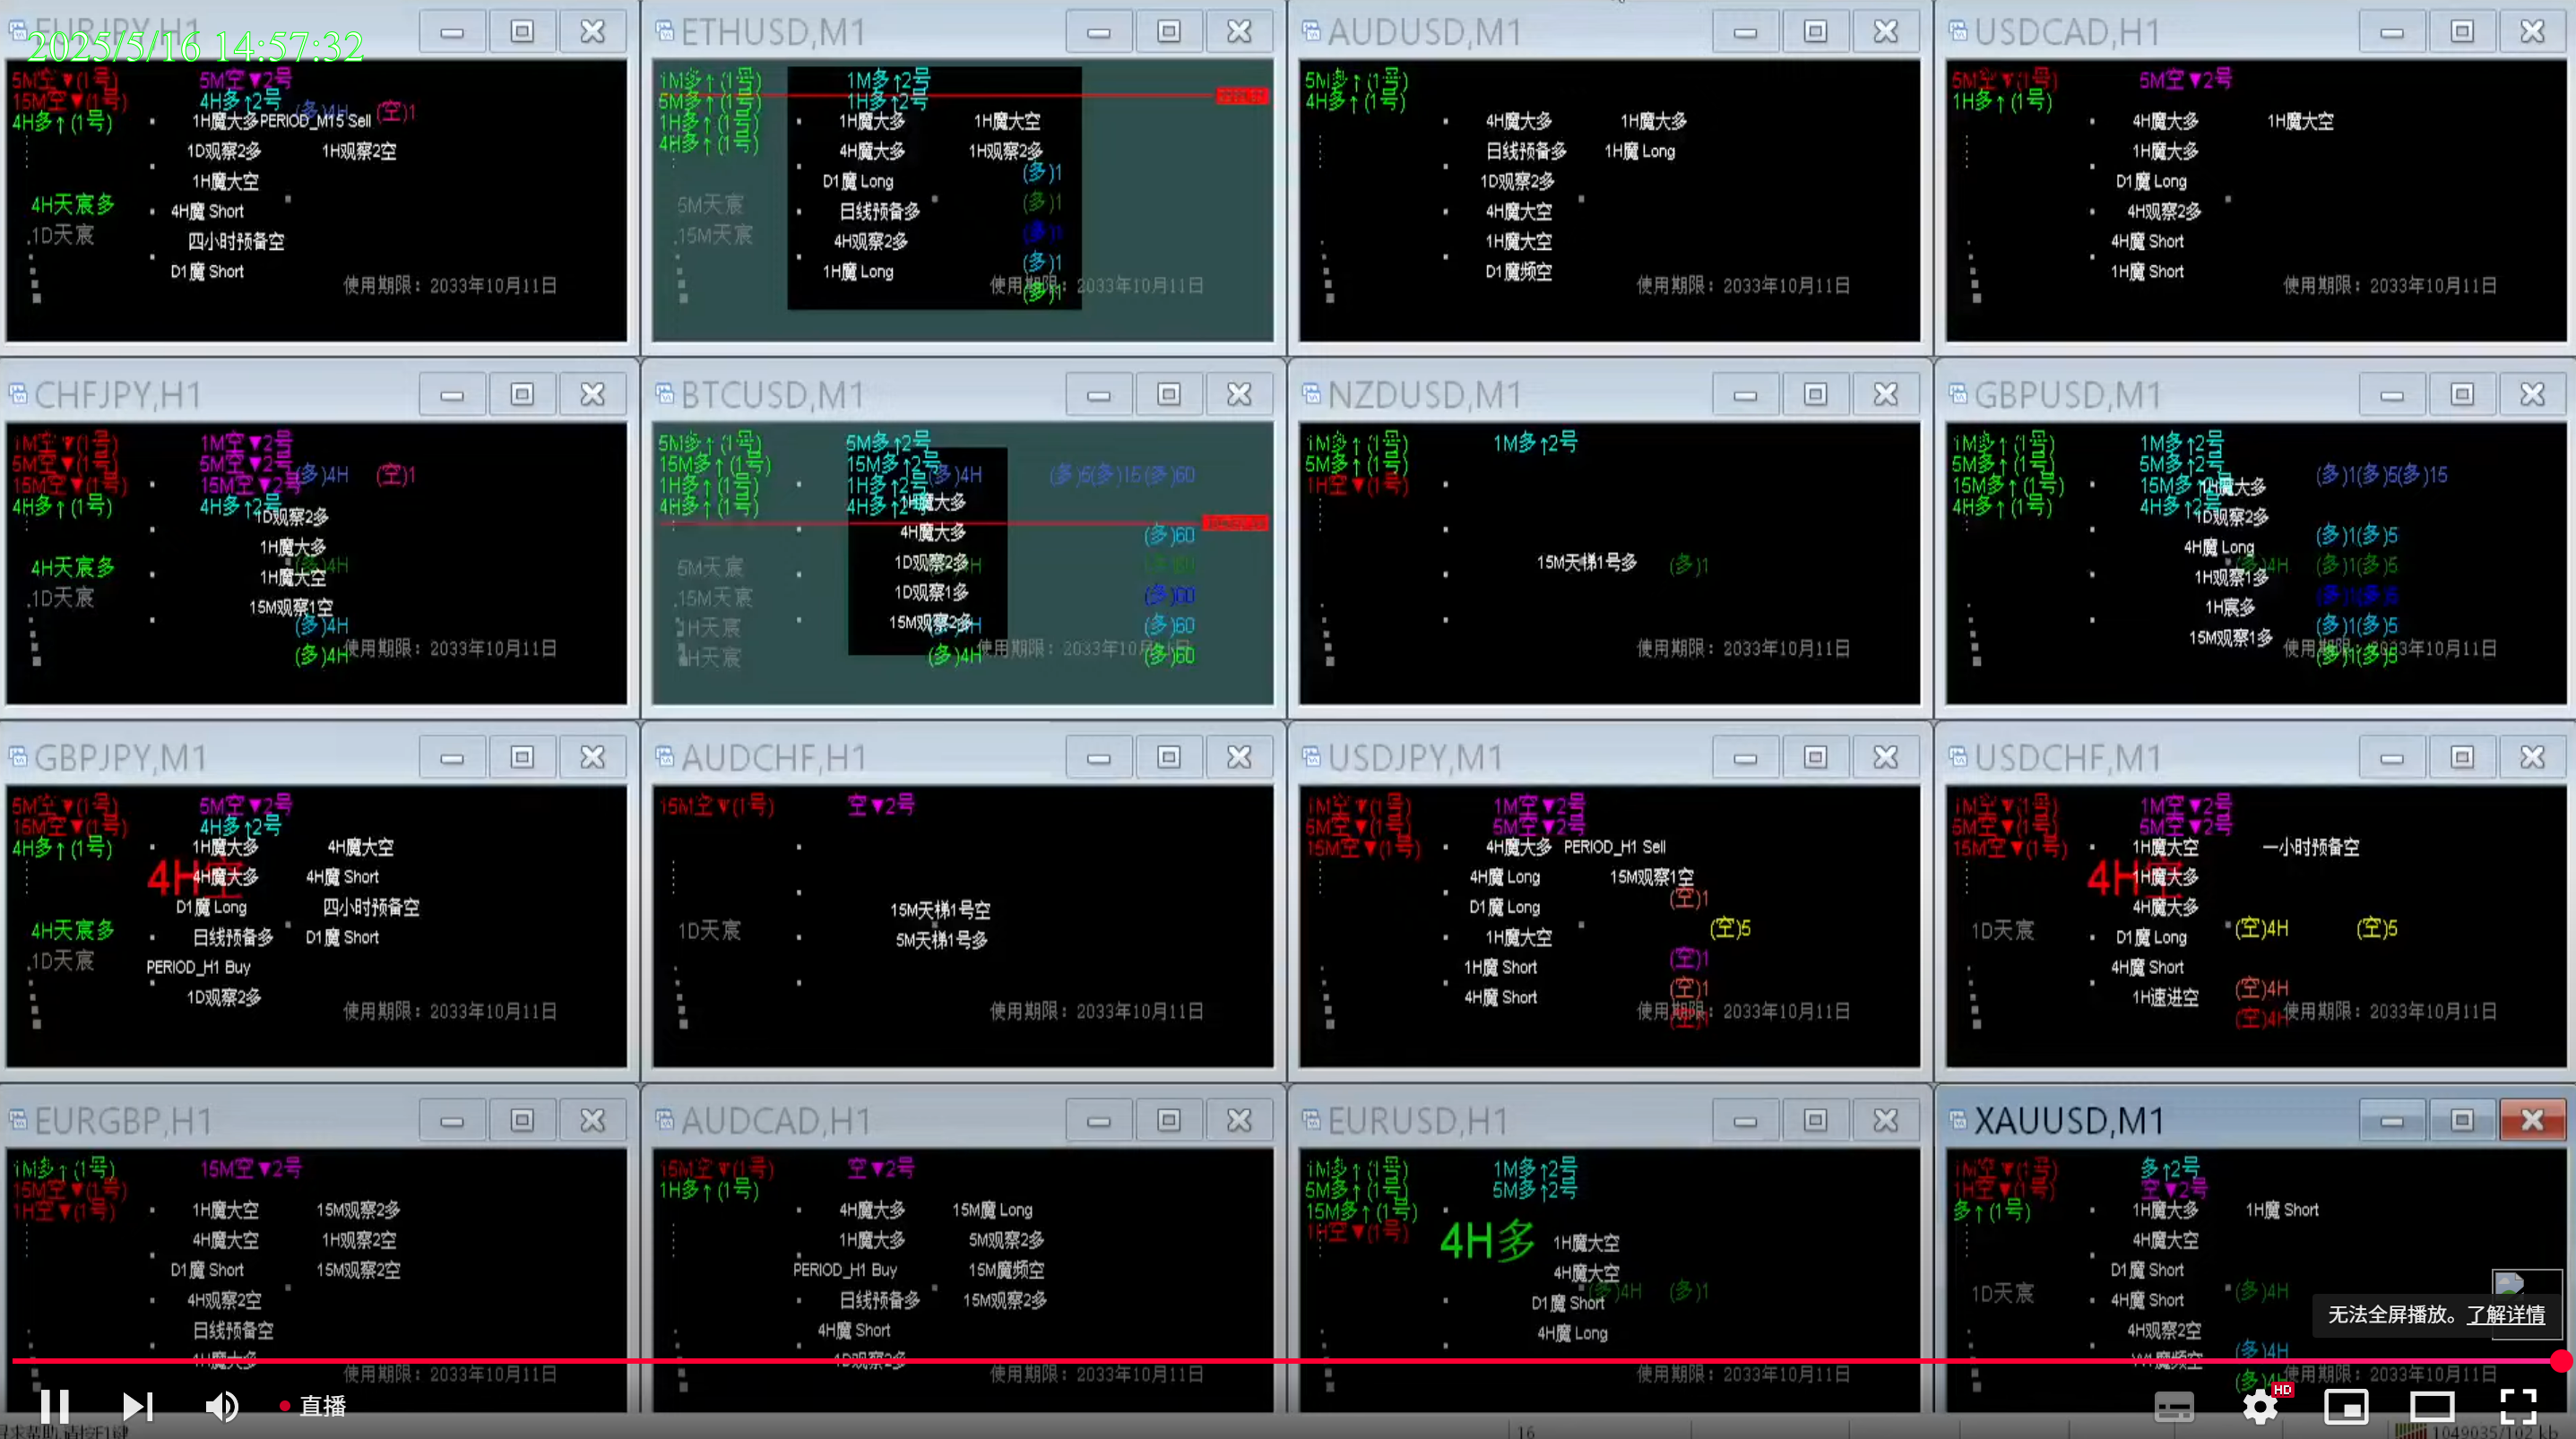 EURJPY,H1
2025/5/16 14:57:32
5M空▼(1号) 5M空▼2号
15M空▼(1号) 4H多↑2号 (多)4H (空)1
4H多↑(1号) 1H魔大多 PERIOD_M15 Sell
1D观察2多 1H观察2空
1H魔大空
4H天宸多 4H魔 Short
.1D天宸 四小时预备空
D1魔 Short
使用期限：2033年10月11日
ETHUSD,M1
1M多↑(1号) 1M多↑2号
5M多↑(1号) 1H多↑2号
1H多↑(1号) 1H魔大多 1H魔大空
4H多↑(1号) 4H魔大多 1H观察2多
(多)1
D1魔 Long
5M天宸 日线预备多 (多)1
.15M天宸 4H观察2多 (多)1
1H魔 Long (多)1
使用期限：2033年10月11日
(多)1
AUDUSD,M1
5M多↑(1号)
4H多↑(1号)
4H魔大多 1H魔大多
日线预备多 1H魔 Long
1D观察2多
4H魔大空
1H魔大空
D1魔频空
使用期限：2033年10月11日
USDCAD,H1
5M空▼(1号) 5M空▼2号
1H多↑(1号)
4H魔大多 1H魔大空
1H魔大多
D1魔 Long
4H观察2多
4H魔 Short
1H魔 Short
使用期限：2033年10月11日
CHFJPY,H1
1M空▼(1号) 1M空▼2号
5M空▼(1号) 5M空▼2号
15M空▼(1号) 15M空▼2号 (多)4H (空)1
4H多↑(1号) 4H多↑2号
1D观察2多
1H魔大多
4H天宸多 (多)4H
1H魔大空
.1D天宸 15M观察1空
(多)4H
(多)4H 使用期限：2033年10月11日
BTCUSD,M1
5M多↑(1号) 5M多↑2号
15M多↑(1号) 15M多↑2号 (多)4H (多)5(多)15(多)60
1H多↑(1号) 1H多↑2号
4H多↑(1号) 4H多↑2号 1H魔大多
4H魔大多 (多)60
5M天宸 1D观察2多
.15M天宸 1D观察1多
1H天宸 15M观察2多 (多)60
H天宸 (多)4H (多)60
NZDUSD,M1
1M多↑(1号) 1M多↑2号
5M多↑(1号)
1H空▼(1号)
15M天梯1号多 (多)1
使用期限：2033年10月11日
GBPUSD,M1
1M多↑(1号) 1M多↑2号
5M多↑(1号) 5M多↑2号 (多)1(多)5(多)15
15M多↑(1号) 15M多↑2号 1H魔大多
4H多↑(1号) 4H多↑2号 1D观察2多
(多)1(多)5
4H魔 Long
(多)4H (多)1(多)5
1H观察1多
1H宸多 (多)1(多)5
15M观察1多 (多)1(多)5
使用期限：2033年10月11日
(多)1(多)5
GBPJPY,M1
5M空▼(1号) 5M空▼2号
15M空▼(1号) 4H多↑2号
4H多↑(1号) 1H魔大多 4H魔大空
4H空 4H魔大多 4H魔 Short
D1魔 Long 四小时预备空
4H天宸多 日线预备多 D1魔 Short
.1D天宸 PERIOD_H1 Buy
1D观察2多
使用期限：2033年10月11日
AUDCHF,H1
15M空▼(1号) 空▼2号
15M天梯1号空
1D天宸 5M天梯1号多
使用期限：2033年10月11日
USDJPY,M1
1M空▼(1号) 1M空▼2号
5M空▼(1号) 5M空▼2号
15M空▼(1号) 4H魔大多 PERIOD_H1 Sell
4H魔 Long 15M观察1空
(空)1
D1魔 Long (空)5
1H魔大空
1H魔 Short (空)1
4H魔 Short (空)1
使用期限：2033年10月11日
(空)1
USDCHF,M1
1M空▼(1号) 1M空▼2号
5M空▼(1号) 5M空▼2号
15M空▼(1号) 1H魔大空 一小时预备空
4H空 1H魔大多
4H魔大多
1D天宸 D1魔 Long (空)4H (空)5
4H魔 Short
1H速进空 (空)4H
(空)4H 使用期限：2033年10月11日
EURGBP,H1
1M多↑(1号) 15M空▼2号
15M空▼(1号)
1H空▼(1号) 1H魔大空 15M观察2多
4H魔大空 1H观察2空
D1魔 Short 15M观察2空
4H观察2空
日线预备空
4H魔大多
使用期限：2033年10月11日
AUDCAD,H1
15M空▼(1号) 空▼2号
1H多↑(1号)
4H魔大多 15M魔 Long
1H魔大多 5M观察2多
PERIOD_H1 Buy 15M魔频空
日线预备多 15M观察2多
4H魔 Short
1D观察2多
使用期限：2033年10月11日
EURUSD,H1
1M多↑(1号) 1M多↑2号
5M多↑(1号) 5M多↑2号
15M多↑(1号)
1H空▼(1号) 4H多 1H魔大空
4H魔大空
(多)4H (多)1
D1魔 Short
4H魔 Long
使用期限：2033年10月11日
XAUUSD,M1
1M空▼(1号) 多↑2号
1H空▼(1号) 空▼2号
多↑(1号) 1H魔大多 1H魔 Short
4H魔大空
D1魔 Short
1D天宸 4H魔 Short (多)4H
4H观察2空
(多)4H
使用期限：2033年10月11日
无法全屏播放。了解详情
直播
HD
16
1049035/102 kb